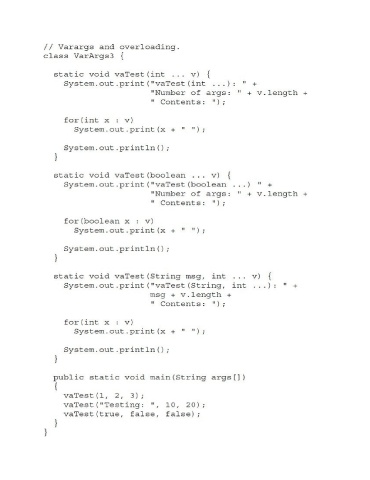 // Varargs and overloading.
class VarArgs3 {

  static void vaTest(int ... v) {
    System.out.print("vaTest(int ...): " +
                     "Number of args: " + v.length +
                     " Contents: ");

    for(int x : v)
      System.out.print(x + " ");

    System.out.println();
  }

  static void vaTest(boolean ... v) {
    System.out.print("vaTest(boolean ...) " +
                     "Number of args: " + v.length +
                     " Contents: ");

    for(boolean x : v)
      System.out.print(x + " ");

    System.out.println();
  }

  static void vaTest(String msg, int ... v) {
    System.out.print("vaTest(String, int ...): " +
                     msg + v.length +
                     " Contents: ");

    for(int x : v)
      System.out.print(x + " ");

    System.out.println();
  }

  public static void main(String args[])
  {
    vaTest(1, 2, 3);
    vaTest("Testing: ", 10, 20);
    vaTest(true, false, false);
  }
}